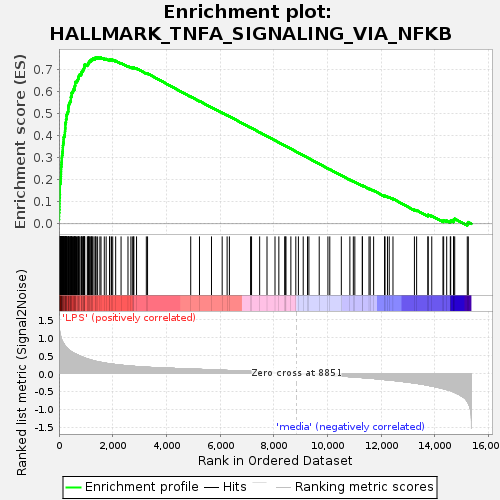 Enrichment plot:
HALLMARK_TNFA_SIGNALING_VIA_NFKB
Enrichment score (ES)
0.7
0.6
0.5
0.4
0.3
0.2
0.1
0.0
Ranked list metric (Signal2Noise)
1.5
1.0
0.5
0.0
-0.5
-1.0
-1.5
'LPS' (positively correlated)
Zero cross at 8851
'media' (negatively correlated)
0 2,000 4,000 6,000 8,000 10,000 12,000 14,000 16,000
Rank in Ordered Dataset
Enrichment profile Hits Ranking metric scores